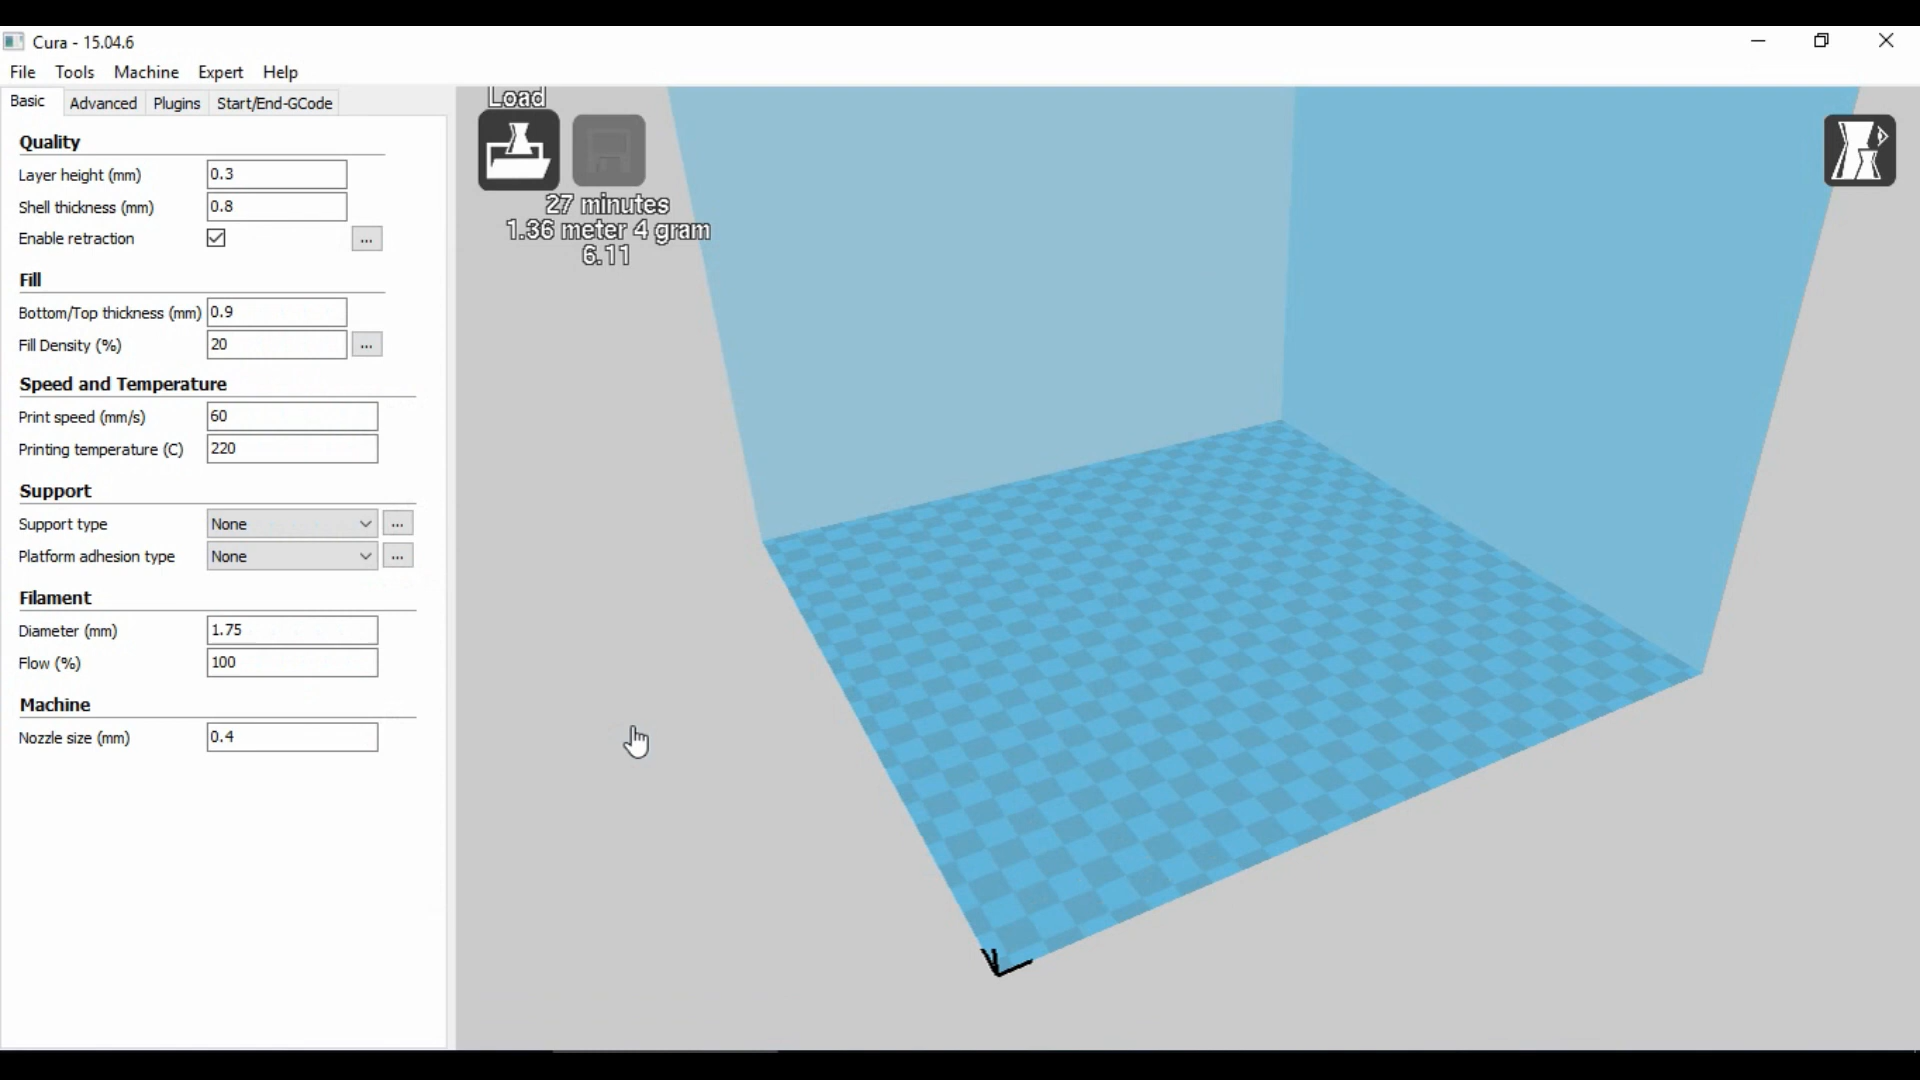 Cura - 15.04.6
File Tools Machine Expert Help
Basic Advanced Plugins Start/End-GCode
Load
Quality
Layer height (mm) 0.3
Shell thickness (mm) 0.8
Enable retraction ...
27 minutes
1.36 meter 4 gram
6.11
Fill
Bottom/Top thickness (mm) 0.9
Fill Density (%) 20 ...
Speed and Temperature
Print speed (mm/s) 60
Printing temperature (C) 220
Support
Support type None ...
Platform adhesion type None ...
Filament
Diameter (mm) 1.75
Flow (%) 100
Machine
Nozzle size (mm) 0.4